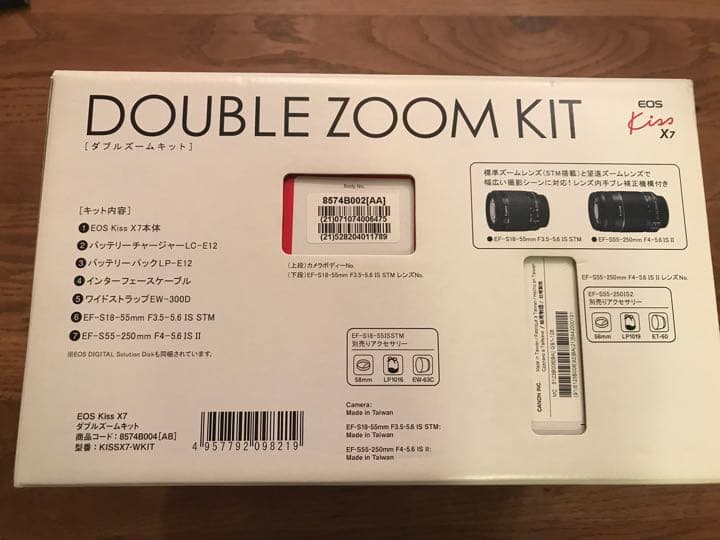 DOUBLE ZOOM KIT
[ダブルズームキット]
EOS
Kiss
X7
標準ズームレンズ(STM搭載)と望遠ズームレンズで
幅広い撮影シーンに対応!レンズ内手ブレ補正機構付き
●EF-S18-55mm F3.5-5.6 IS STM
●EF-S55-250mm F4-5.6 IS II
Body No.
8574B002[AA]
(21)071074006475
(21)528204011789
(上段)カメラボディーNo.
(下段)EF-S18-55mm F3.5-5.6 IS STM レンズNo.
[キット内容]
❶EOS Kiss X7本体
❷バッテリーチャージャーLC-E12
❸バッテリーパックLP-E12
❹インターフェースケーブル
❺ワイドストラップEW-300D
❻EF-S18-55mm F3.5-5.6 IS STM
❼EF-S55-250mm F4-5.6 IS II
※EOS DIGITAL Solution Diskも同梱されています。
EF-S18-55ISSTM
別売りアクセサリー
58mm
LP1016
EW-63C
EF-S55-250mm F4-5.6 IS II レンズNo.
EF-S55-250IS2
別売りアクセサリー
58mm
LP1019
ET-60
CANON INC.
Made in Taiwan
EOS Kiss X7
ダブルズームキット
商品コード:8574B004[AB]
型番:KISSX7-WKIT
4 957792 098219
Camera:
Made in Taiwan
EF-S18-55mm F3.5-5.6 IS STM:
Made in Taiwan
EF-S55-250mm F4-5.6 IS II:
Made in Taiwan